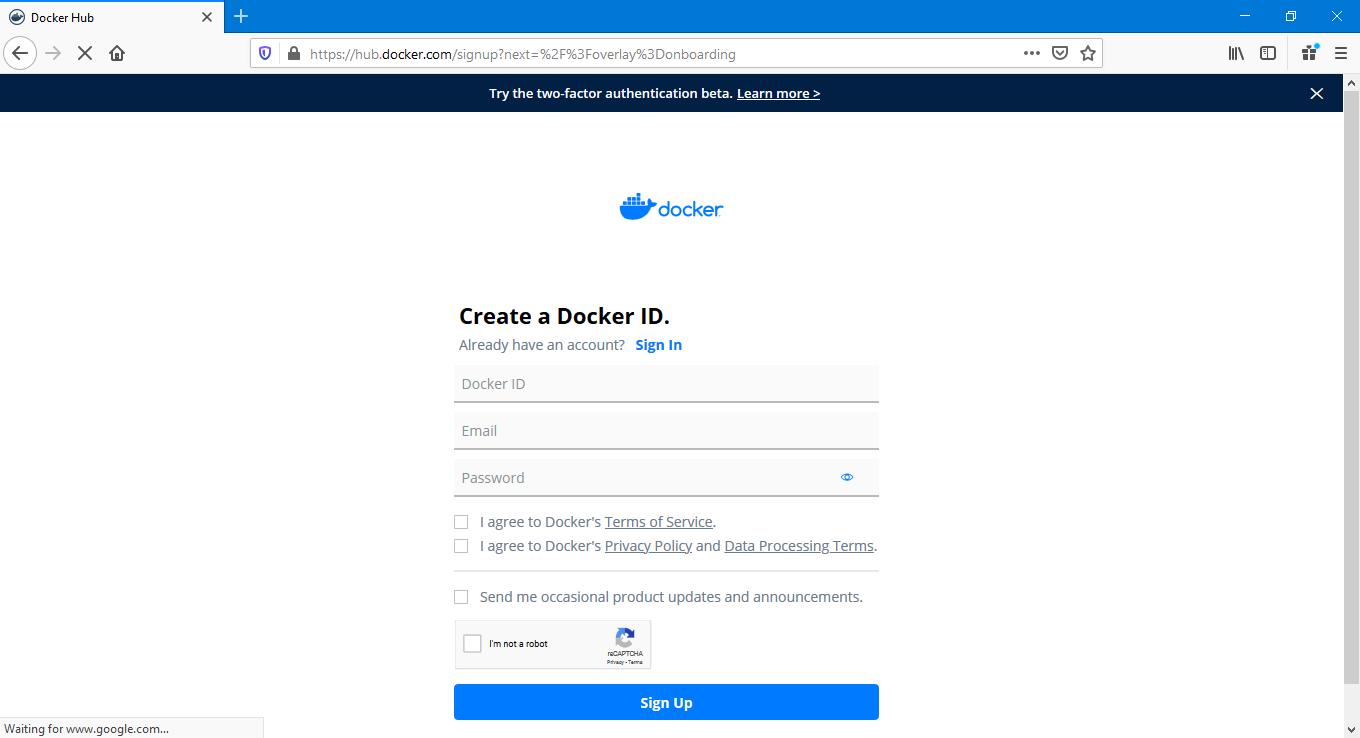 Docker Hub
https://hub.docker.com/signup?next=%2F%3Foverlay%3Donboarding
Try the two-factor authentication beta. Learn more >
docker
Create a Docker ID.
Already have an account? Sign In
Docker ID
Email
Password
I agree to Docker's Terms of Service.
I agree to Docker's Privacy Policy and Data Processing Terms.
Send me occasional product updates and announcements.
I'm not a robot
reCAPTCHA
Privacy - Terms
Sign Up
Waiting for www.google.com...